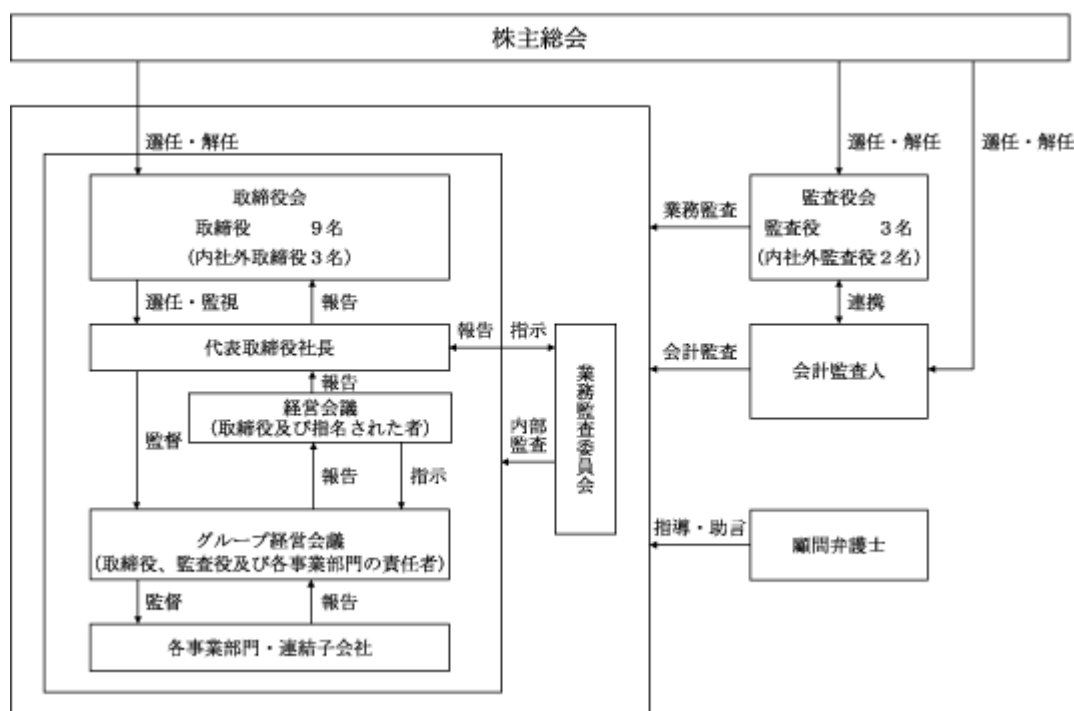 株主総会
選任・解任
選任・解任
選任・解任
取締役会
取締役 9名
(内社外取締役3名)
業務監査
監査役会
監査役 3名
(内社外監査役2名)
選任・監視
報告
連携
代表取締役社長
報告
指示
会計監査
会計監査人
報告
経営会議
(取締役及び指名された者)
業務監査委員会
監督
内部
監査
報告
指示
グループ経営会議
(取締役、監査役及び各事業部門の責任者)
指導・助言
顧問弁護士
監督
報告
各事業部門・連結子会社